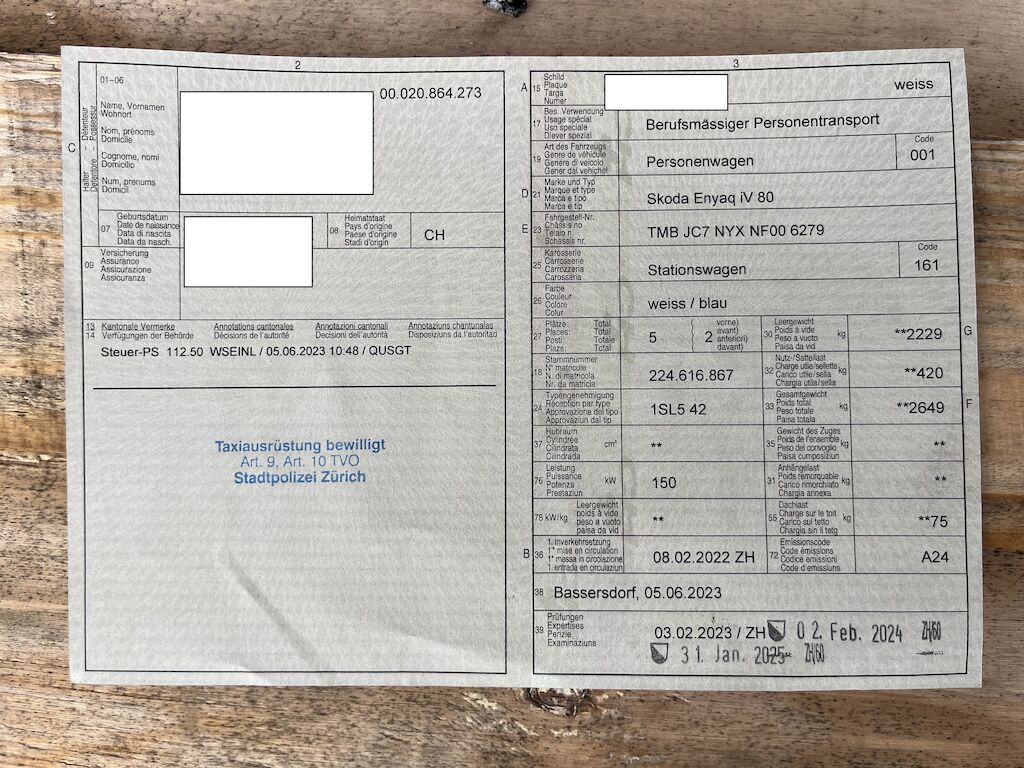 2
01–06
Name, Vornamen
Wohnort
Nom, prénoms
Domicile
Cognome, nomi
Domicilio
Num, prenums
Domicil
C
Halter – Détenteur
Detentore – Possessur
00.020.864.273
07
Geburtsdatum
Date de naissance
Data di nascita
Data da nasch.
08
Heimatstaat
Pays d'origine
Paese d'origine
Stadi d'origin
CH
09
Versicherung
Assurance
Assicurazione
Assicuranza
13
14
Kantonale Vermerke
Verfügungen der Behörde
Annotations cantonales
Décisions de l'autorité
Annotazioni cantonali
Decisioni dell'autorità
Annotaziuns chantunalas
Disposiziuns da l'autoritad
Steuer-PS 112.50 WSEINL / 05.06.2023 10:48 / QUSGT
Taxiausrüstung bewilligt
Art. 9, Art. 10 TVO
Stadtpolizei Zürich
3
A
15
Schild
Plaque
Targa
Numer
weiss
17
Bes. Verwendung
Usage spécial
Uso speciale
Diever spezial
Berufsmässiger Personentransport
19
Art des Fahrzeugs
Genre de véhicule
Genere di veicolo
Gener dal vehichel
Personenwagen
Code
001
D
21
Marke und Typ
Marque et type
Marca e tipo
Marca e tip
Skoda Enyaq iV 80
E
23
Fahrgestell-Nr.
Châssis no
Telaio n.
Schassis nr.
TMB JC7 NYX NF00 6279
25
Karosserie
Carrosserie
Carrozzeria
Carossaria
Stationswagen
Code
161
26
Farbe
Couleur
Colore
Colur
weiss / blau
27
Plätze: Total
Places: Total
Posti: Totale
Plazs: Total
5
2
vorne)
avant)
anteriori)
davant)
30
Leergewicht
Poids à vide
Peso a vuoto
Paisa da vid
kg
**2229
G
18
Stammnummer
N° matricule
N. di matricola
Nr. da matricla
224.616.867
32
Nutz-/Sattellast
Charge utile/sellette
Carico utile/sella
Chargia utila/sella
kg
**420
24
Typengenehmigung
Réception par type
Approvazione del tipo
Approvaziun dal tip
1SL5 42
33
Gesamtgewicht
Poids total
Peso totale
Paisa totala
kg
**2649
F
37
Hubraum
Cylindrée
Cilindrata
Cilindrada
cm³
**
35
Gewicht des Zuges
Poids de l'ensemble
Peso del convoglio
Paisa cumposiziun
kg
**
76
Leistung
Puissance
Potenza
Prestaziun
kW
150
31
Anhängelast
Poids remorquable
Carico rimorchiato
Chargia annexa
kg
**
78
kW/kg
Leergewicht
poids à vide
peso a vuoto
paisa da vid
**
55
Dachlast
Charge sur le toit
Carico sul tetto
Chargia sin il tetg
kg
**75
B
36
1. Inverkehrsetzung
1re mise en circulation
1a messa in circolazione
1. entrada en circulaziun
08.02.2022 ZH
72
Emissionscode
Code émissions
Codice emissioni
Code d'emissiuns
A24
38
Bassersdorf, 05.06.2023
39
Prüfungen
Expertises
Perizie
Examinaziuns
03.02.2023 / ZH
02. Feb. 2024
ZH/60
31. Jan. 2025
ZH/60